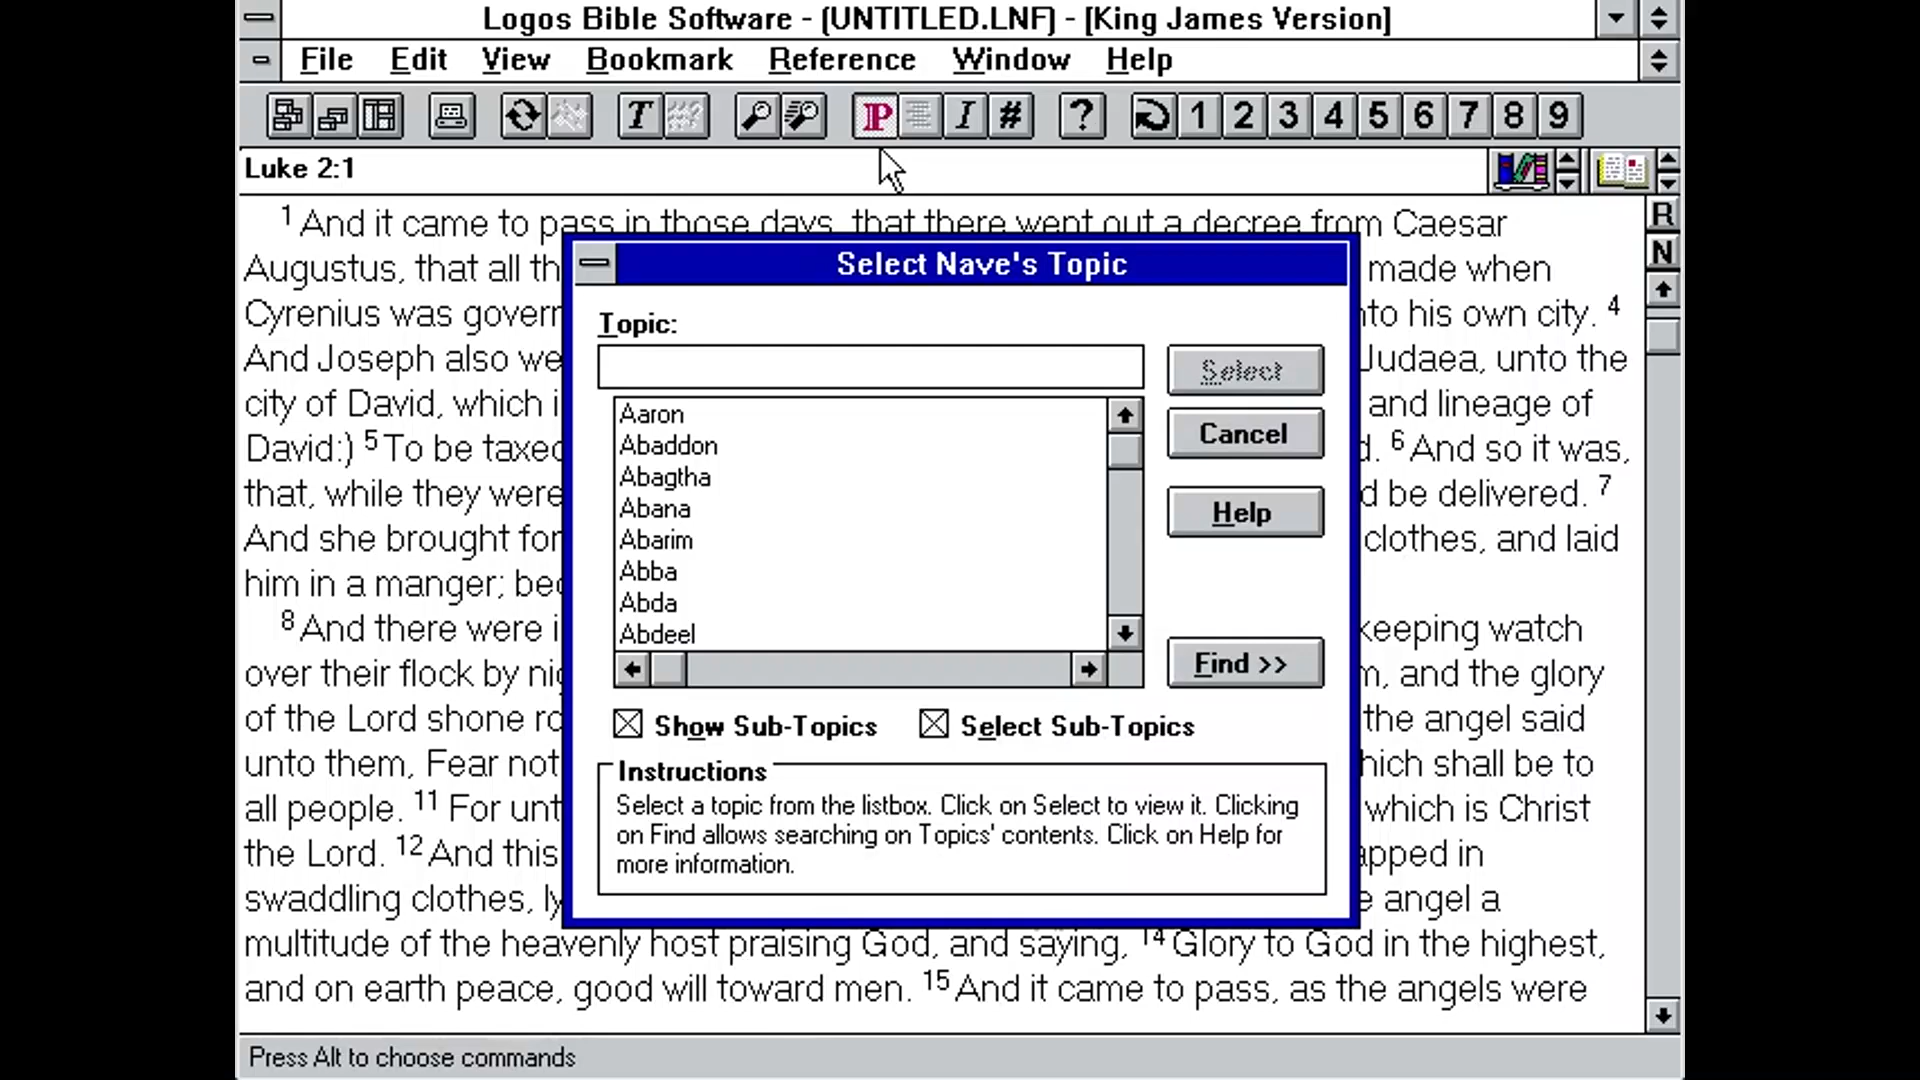 Logos Bible Software - (UNTITLED.LNF) - [King James Version]
File Edit View Bookmark Reference Window Help
T P I # ? 1 2 3 4 5 6 7 8 9
Luke 2:1
R
N
1 And it came to pass in those days, that there went out a decree from Caesar
Augustus, that all th made when
Cyrenius was govern nto his own city. 4
And Joseph also we Judaea, unto the
city of David, which i and lineage of
David:) 5 To be taxed d. 6 And so it was,
that, while they were d be delivered. 7
And she brought for clothes, and laid
him in a manger; bec
8 And there were i keeping watch
over their flock by nig m, and the glory
of the Lord shone ro the angel said
unto them, Fear not hich shall be to
all people. 11 For unt which is Christ
the Lord. 12 And this apped in
swaddling clothes, ly e angel a
multitude of the heavenly host praising God, and saying, 14 Glory to God in the highest,
and on earth peace, good will toward men. 15 And it came to pass, as the angels were
Select Nave's Topic
Topic:
Select
Cancel
Help
Find >>
Aaron
Abaddon
Abagtha
Abana
Abarim
Abba
Abda
Abdeel
Show Sub-Topics Select Sub-Topics
Instructions
Select a topic from the listbox. Click on Select to view it. Clicking
on Find allows searching on Topics' contents. Click on Help for
more information.
Press Alt to choose commands